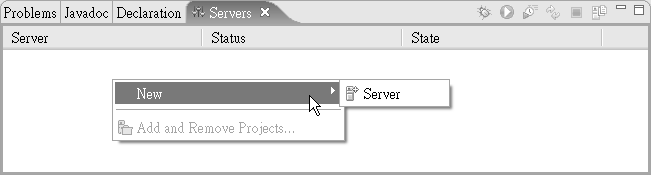 Problems Javadoc Declaration Servers
Server Status State
New Server
Add and Remove Projects...